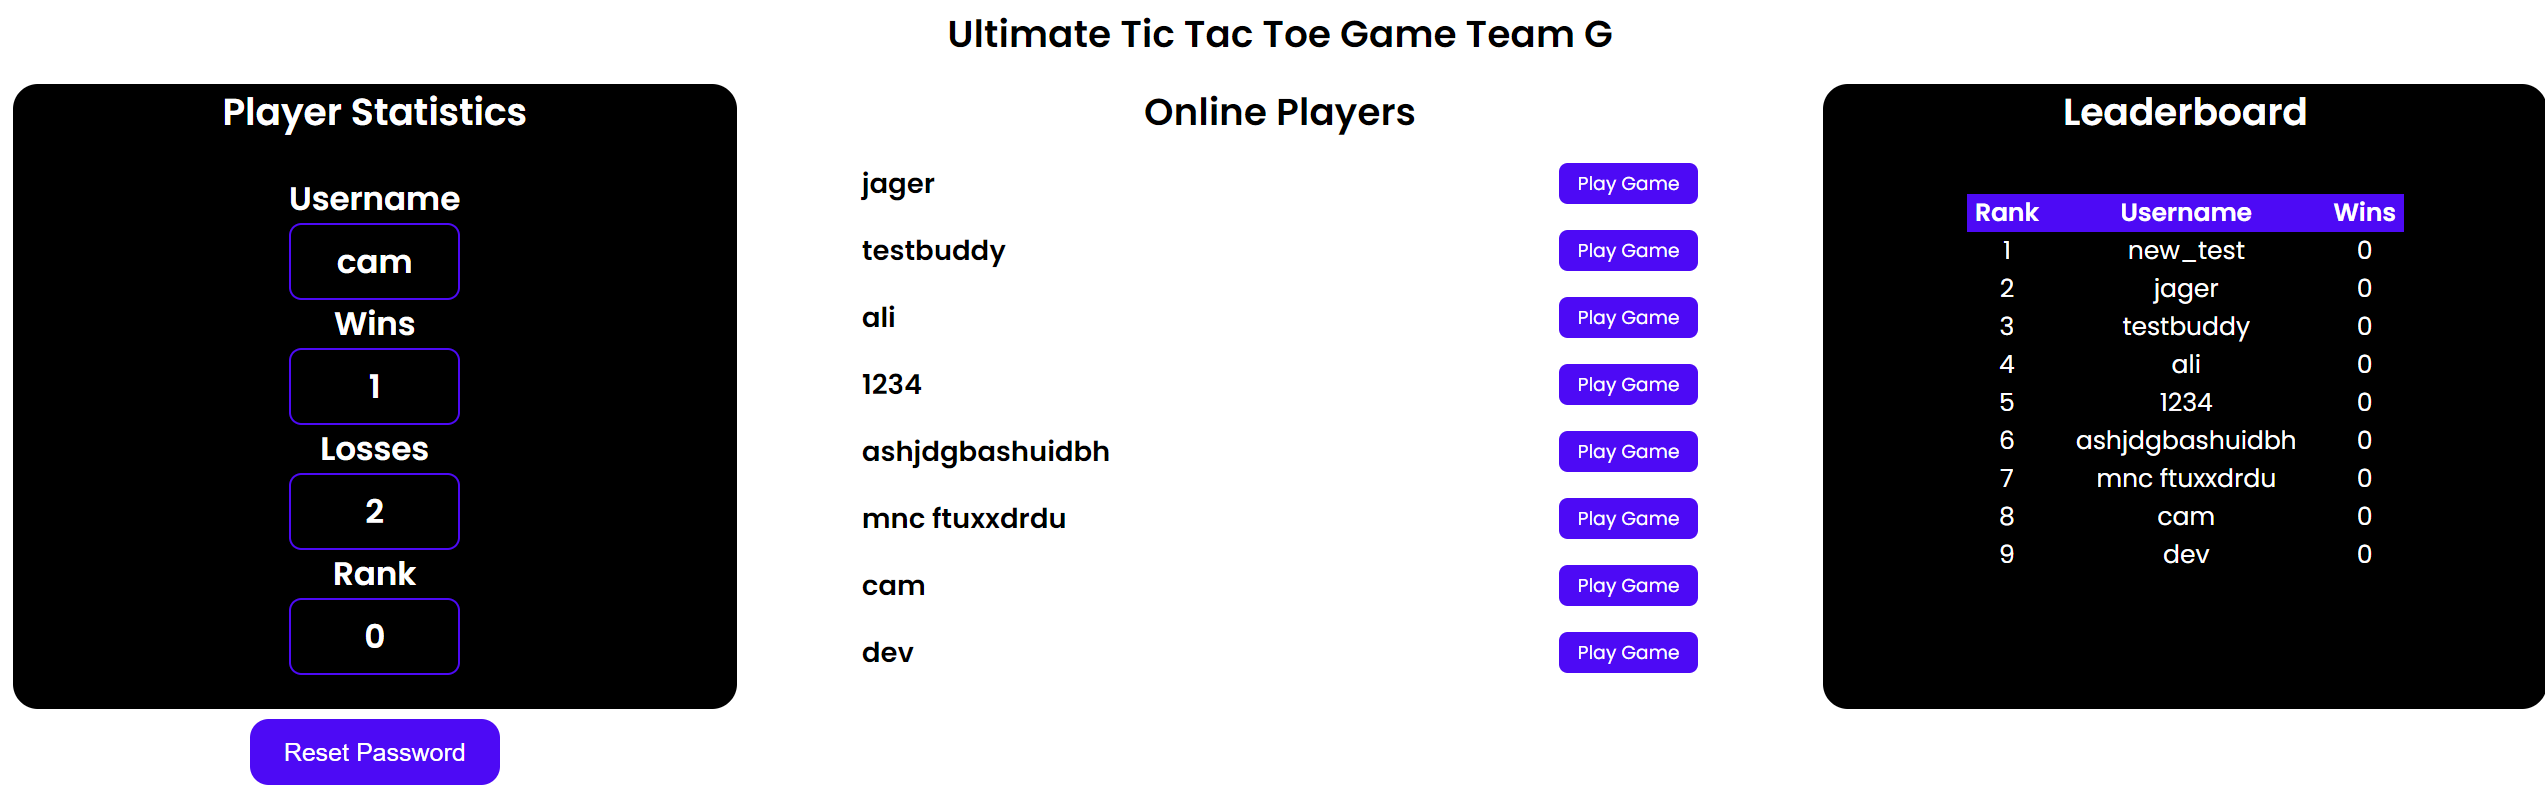 Ultimate Tic Tac Toe Game Team G
Player Statistics
Username
cam
Wins
1
Losses
2
Rank
0
Reset Password
Online Players
jager Play Game
testbuddy Play Game
ali Play Game
1234 Play Game
ashjdgbashuidbh Play Game
mnc ftuxxdrdu Play Game
cam Play Game
dev Play Game
Leaderboard
Rank Username Wins
1 new_test 0
2 jager 0
3 testbuddy 0
4 ali 0
5 1234 0
6 ashjdgbashuidbh 0
7 mnc ftuxxdrdu 0
8 cam 0
9 dev 0